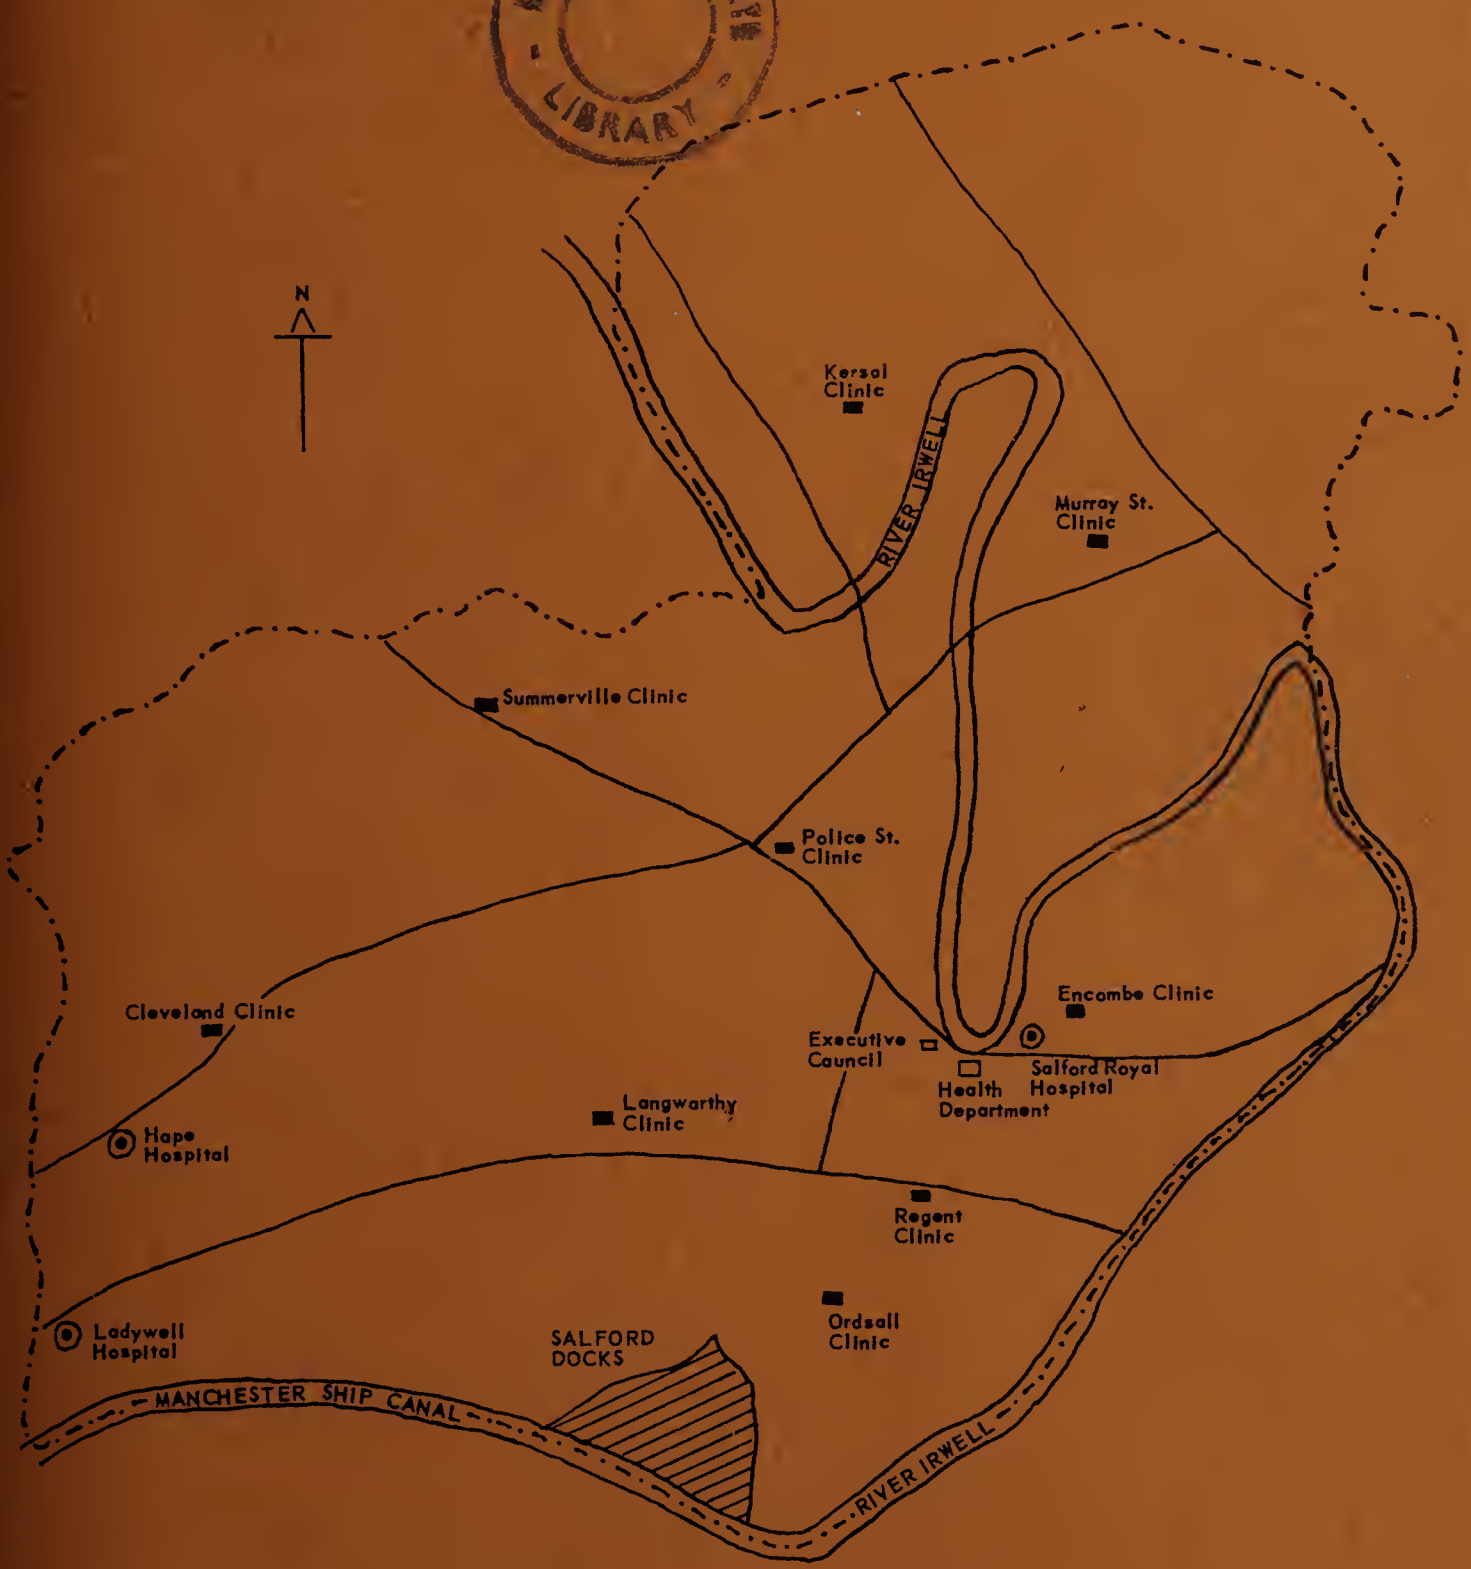 LIBRARY
N
Kersal
Clinic
RIVER IRWELL
Murray St.
Clinic
Summerville Clinic
Police St.
Clinic
Cleveland Clinic
Encombe Clinic
Executive
Council
Salford Royal
Hospital
Health
Department
Langworthy
Clinic
Hope
Hospital
Regent
Clinic
Ordsall
Clinic
Ladywell
Hospital
SALFORD
DOCKS
MANCHESTER SHIP CANAL
RIVER IRWELL